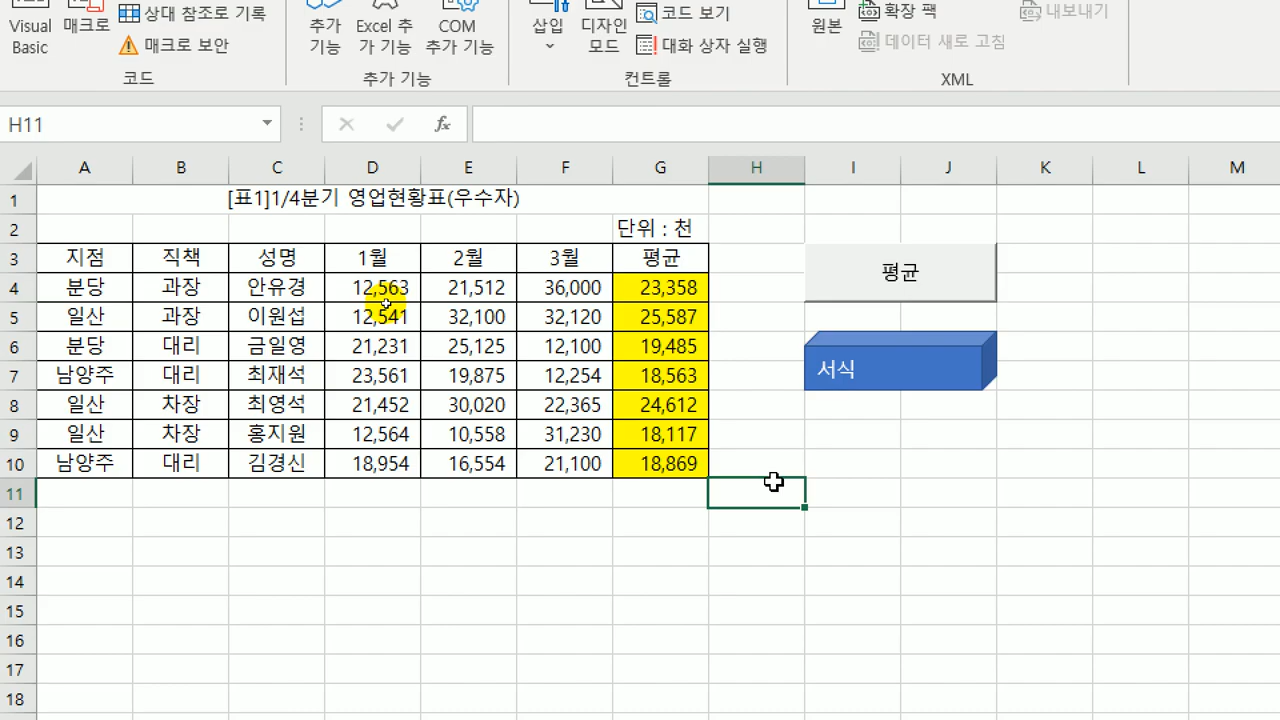 상대 참조로 기록
코드 보기
확장 팩
내보내기
Visual Basic
매크로
매크로 보안
추가 기능
Excel 추가 기능
COM 추가 기능
삽입
디자인 모드
대화 상자 실행
원본
데이터 새로 고침
코드
추가 기능
컨트롤
XML
H11
fx
A B C D E F G H I J K L M
1 [표1]1/4분기 영업현황표(우수자)
2 단위 : 천
3 지점 직책 성명 1월 2월 3월 평균
평균
4 분당 과장 안유경 12,563 21,512 36,000 23,358
5 일산 과장 이원섭 12,541 32,100 32,120 25,587
6 분당 대리 금일영 21,231 25,125 12,100 19,485
서식
7 남양주 대리 최재석 23,561 19,875 12,254 18,563
8 일산 차장 최영석 21,452 30,020 22,365 24,612
9 일산 차장 홍지원 12,564 10,558 31,230 18,117
10 남양주 대리 김경신 18,954 16,554 21,100 18,869
11
12
13
14
15
16
17
18